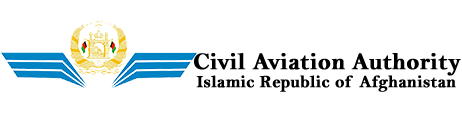 Civil Aviation Authority
Islamic Republic of Afghanistan